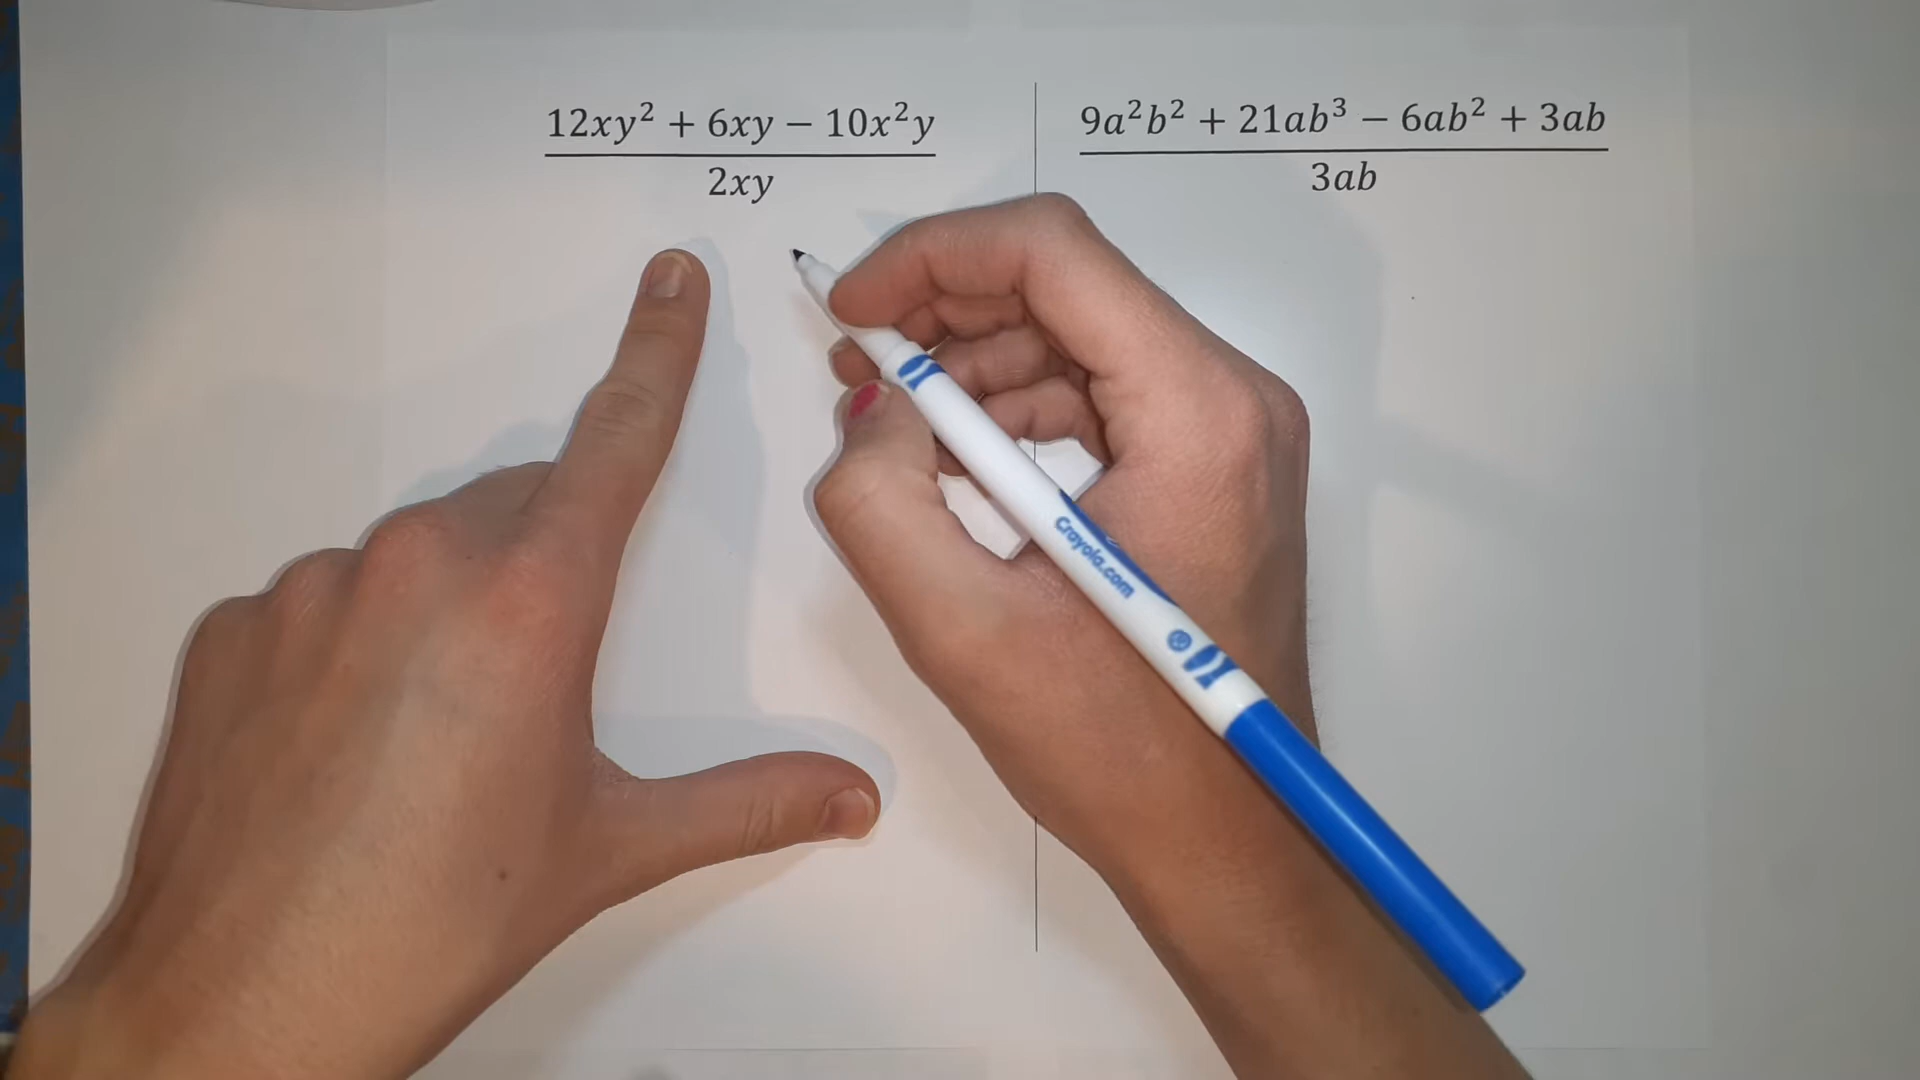 12xy² + 6xy − 10x²y
2xy
9a²b² + 21ab³ − 6ab² + 3ab
3ab
Crayola.com
®